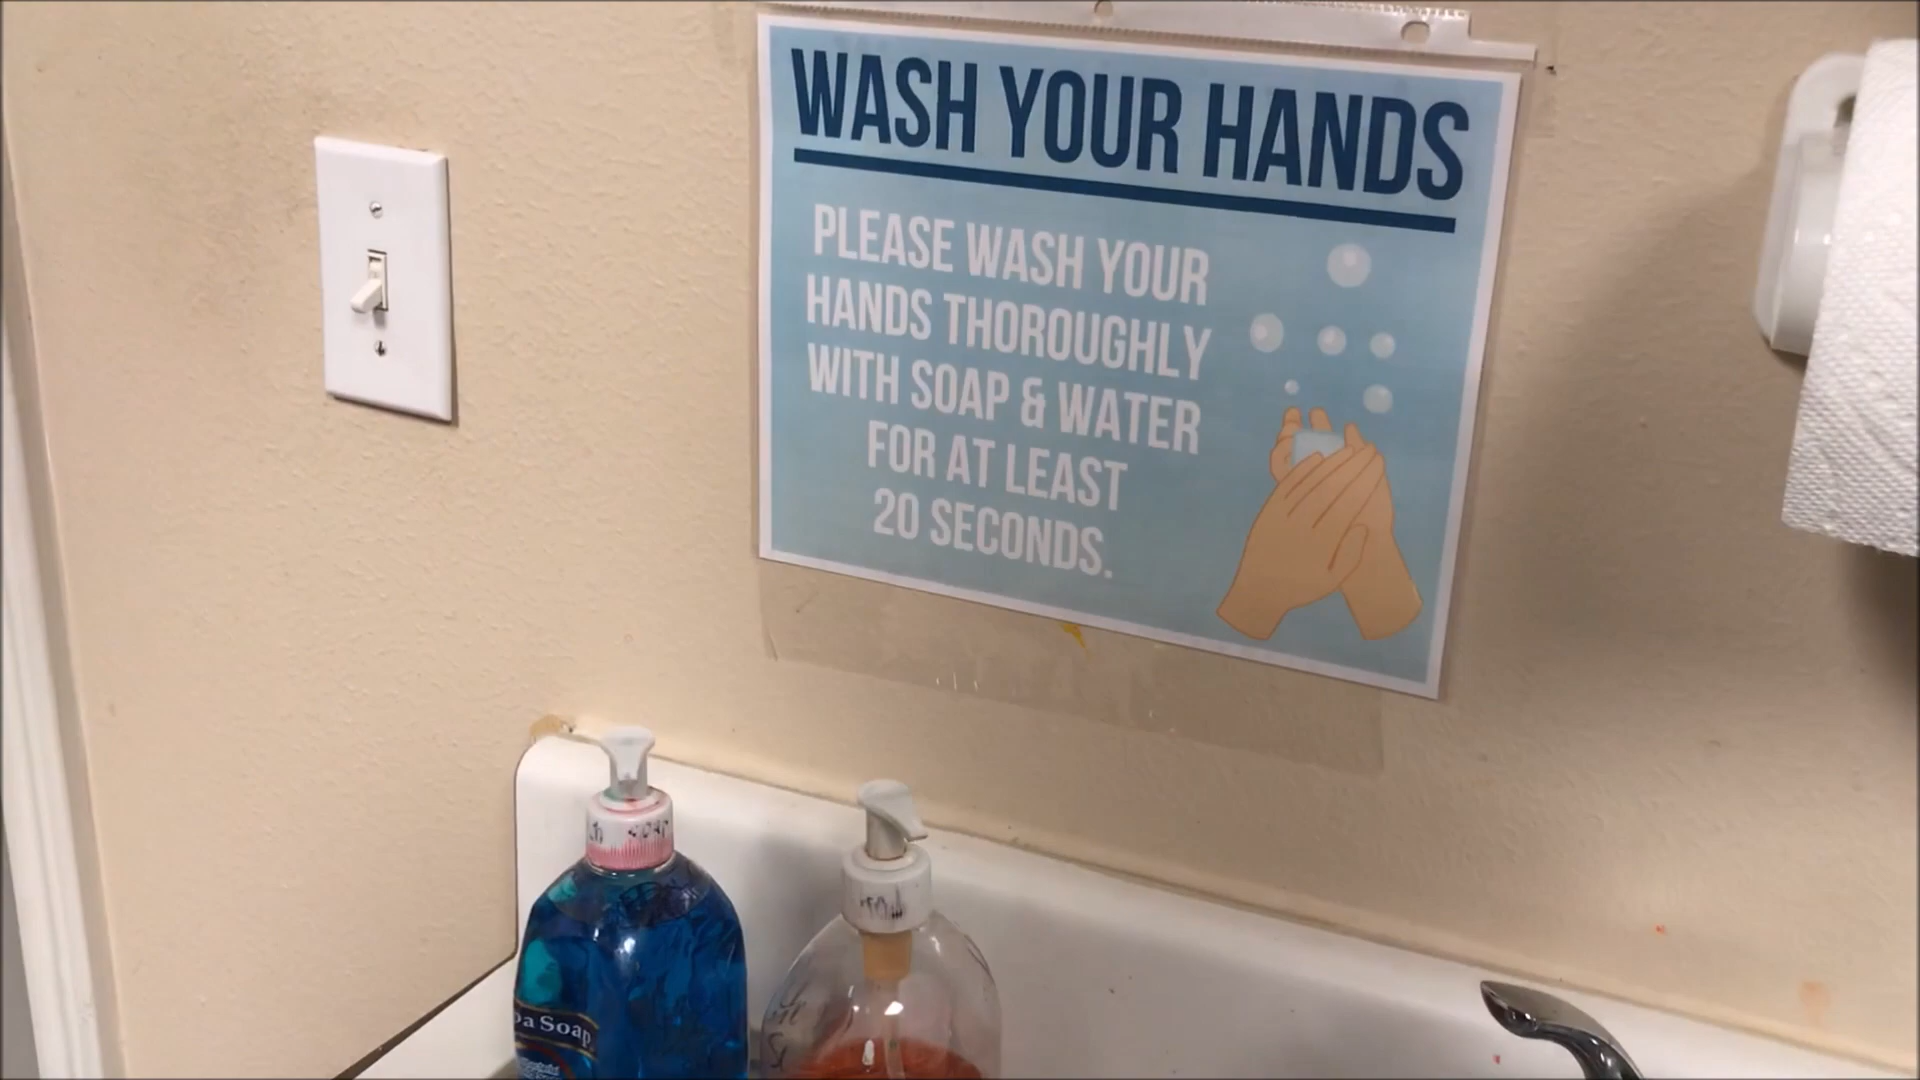 WASH YOUR HANDS
PLEASE WASH YOUR
HANDS THOROUGHLY
WITH SOAP & WATER
FOR AT LEAST
20 SECONDS.
Soap